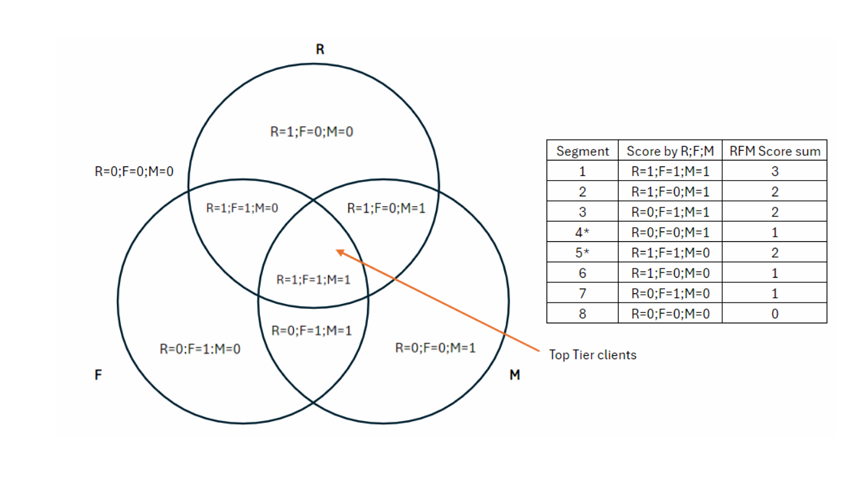 R
R=1;F=0;M=0
R=0;F=0;M=0
R=1;F=1;M=0
R=1;F=0;M=1
R=1;F=1;M=1
R=0;F=1;M=1
R=0:F=1:M=0
R=0;F=0;M=1
F
M
Top Tier clients
Segment Score by R;F;M RFM Score sum
1 R=1;F=1;M=1 3
2 R=1;F=0;M=1 2
3 R=0;F=1;M=1 2
4* R=0;F=0;M=1 1
5* R=1;F=1;M=0 2
6 R=1;F=0;M=0 1
7 R=0;F=1;M=0 1
8 R=0;F=0;M=0 0